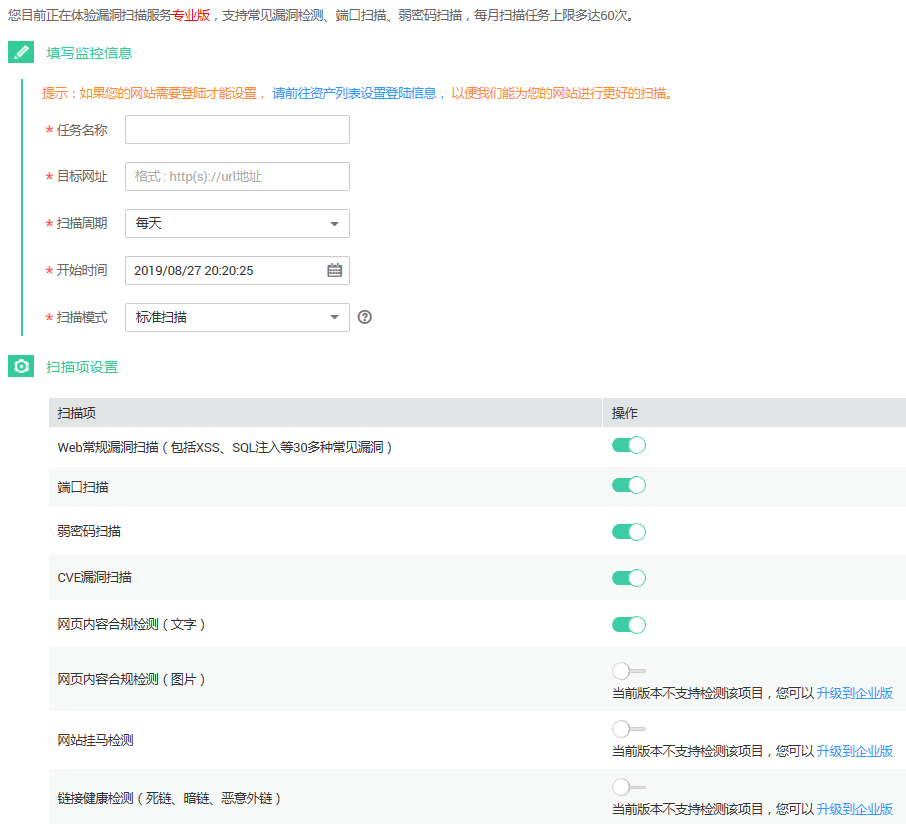 您目前正在体验漏洞扫描服务专业版，支持常见漏洞检测、端口扫描、弱密码扫描，每月扫描任务上限多达60次。
填写监控信息
提示：如果您的网站需要登陆才能设置， 请前往资产列表设置登陆信息， 以便我们能为您的网站进行更好的扫描。
* 任务名称
* 目标网址 格式 : http(s)://url地址
* 扫描周期 每天
* 开始时间 2019/08/27 20:20:25
* 扫描模式 标准扫描
扫描项设置
扫描项 操作
Web常规漏洞扫描（包括XSS、SQL注入等30多种常见漏洞）
端口扫描
弱密码扫描
CVE漏洞扫描
网页内容合规检测（文字）
网页内容合规检测（图片）
当前版本不支持检测该项目，您可以 升级到企业版
网站挂马检测
当前版本不支持检测该项目，您可以 升级到企业版
链接健康检测（死链、暗链、恶意外链）
当前版本不支持检测该项目，您可以 升级到企业版